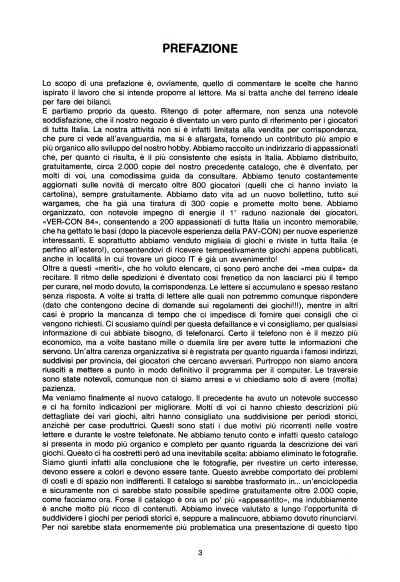 PREFAZIONE
Lo scopo di una prefazione è, ovviamente, quello di commentare le scelte che hanno
ispirato il lavoro che si intende proporre al lettore. Ma si tratta anche del terreno ideale
per fare dei bilanci.
E partiamo proprio da questo. Ritengo di poter affermare, non senza una notevole
soddisfazione, che il nostro negozio è diventato un vero punto di riferimento per i giocatori
di tutta Italia. La nostra attività non si è infatti limitata alla vendita per corrispondenza,
che pure ci vede all'avanguardia, ma si è allargata, fornendo un contributo più ampio e
più organico allo sviluppo del nostro hobby. Abbiamo raccolto un indirizzario di appassionati
che, per quanto ci risulta, è il più consistente che esista in Italia. Abbiamo distribuito,
gratuitamente, circa 2.000 copie del nostro precedente catalogo, che è diventato, per
molti di voi, una comodissima guida da consultare. Abbiamo tenuto costantemente
aggiornati sulle novità di mercato oltre 800 giocatori (quelli che ci hanno inviato la
cartolina), sempre gratuitamente. Abbiamo dato vita ad un nuovo bollettino, tutto sui
wargames, che ha già una tiratura di 300 copie e promette molto bene. Abbiamo
organizzato, con notevole impegno di energie il 1° raduno nazionale dei giocatori,
«VER-CON 84», consentendo a 200 appassionati di tutta Italia un incontro memorabile,
che ha gettato le basi (dopo la piacevole esperienza della PAV-CON) per nuove esperienze
interessanti. E soprattutto abbiamo venduto migliaia di giochi e riviste in tutta Italia (e
perfino all'estero!), consentendovi di ricevere tempestivamente giochi appena pubblicati,
anche in località in cui trovare un gioco IT è già un avvenimento!
Oltre a questi «meriti», che ho voluto elencare, ci sono però anche dei «mea culpa» da
recitare. Il ritmo delle spedizioni è diventato così frenetico da non lasciarci più il tempo
per curare, nel modo dovuto, la corrispondenza. Le lettere si accumulano e spesso restano
senza risposta. A volte si tratta di lettere alle quali non potremmo comunque rispondere
(dato che contengono decine di domande sui regolamenti dei giochi!!!), mentre in altri
casi è proprio la mancanza di tempo che ci impedisce di fornire quei consigli che ci
vengono richiesti. Ci scusiamo quindi per questa defaillance e vi consigliamo, per qualsiasi
informazione di cui abbiate bisogno, di telefonarci. Certo il telefono non è il mezzo più
economico, ma a volte bastano mille o duemila lire per avere tutte le informazioni che
servono. Un'altra carenza organizzativa si è registrata per quanto riguarda i famosi indirizzi,
suddivisi per provincia, dei giocatori che cercano avversari. Purtroppo non siamo ancora
riusciti a mettere a punto in modo definitivo il programma per il computer. Le traversie
sono state notevoli, comunque non ci siamo arresi e vi chiediamo solo di avere (molta)
pazienza.
Ma veniamo finalmente al nuovo catalogo. Il precedente ha avuto un notevole successo
e ci ha fornito indicazioni per migliorare. Molti di voi ci hanno chiesto descrizioni più
dettagliate dei vari giochi, altri hanno consigliato una suddivisione per periodi storici,
anziché per case produttrici. Questi sono stati i due motivi più ricorrenti nelle vostre
lettere e durante le vostre telefonate. Ne abbiamo tenuto conto e infatti questo catalogo
si presenta in modo più organico e completo per quanto riguarda la descrizione dei vari
giochi. Questo ci ha costretti però ad una inevitabile scelta: abbiamo eliminato le fotografie.
Siamo giunti infatti alla conclusione che le fotografie, per rivestire un certo interesse,
devono essere a colori e devono essere tante. Questo avrebbe comportato dei problemi
di costi e di spazio non indifferenti. Il catalogo si sarebbe trasformato in... un'enciclopedia
e sicuramente non ci sarebbe stato possibile spedirne gratuitamente oltre 2.000 copie,
come facciamo ora. Forse il catalogo è ora un po' più «appesantito», ma indubbiamente
è anche molto più ricco di contenuti. Abbiamo invece valutato a lungo l'opportunità di
suddividere i giochi per periodi storici e, seppure a malincuore, abbiamo dovuto rinunciarvi.
Per noi sarebbe stata enormemente più problematica una presentazione di questo tipo
3